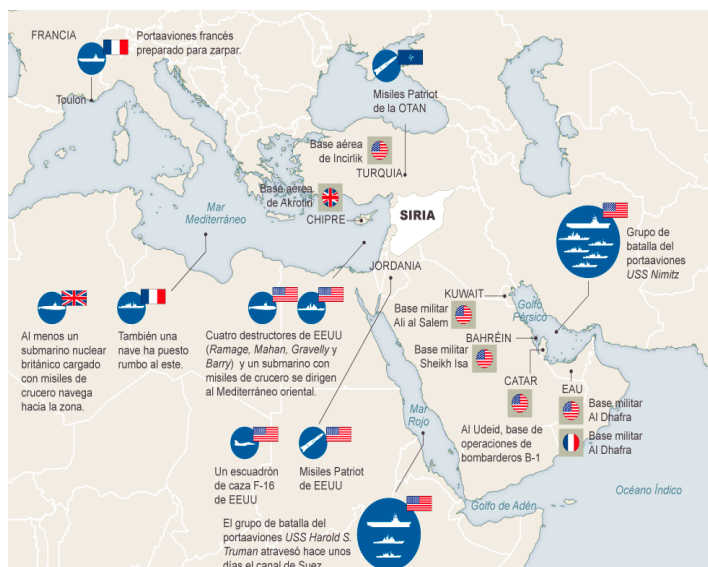 FRANCIA
Portaaviones francés
preparado para zarpar.
Toulon
Misiles Patriot
de la OTAN
Base aérea
de Incirlik
TURQUIA
Base aérea
de Akrotiri
CHIPRE
SIRIA
Mar
Mediterráneo
JORDANIA
Grupo de
batalla del
portaaviones
USS Nimitz
KUWAIT
Base militar
Ali al Salem
Golfo
Pérsico
BAHRÉIN
Base militar
Sheikh Isa
CATAR
Al Udeid, base de
operaciones de
bombarderos B-1
EAU
Base militar
Al Dhafra
Base militar
Al Dhafra
Al menos un
submarino nuclear
británico cargado
con misiles de
crucero navega
hacia la zona.
También una
nave ha puesto
rumbo al este.
Cuatro destructores de EEUU
(Ramage, Mahan, Gravelly y
Barry) y un submarino con
misiles de crucero se dirigen
al Mediterráneo oriental.
Mar
Rojo
Un escuadrón
de caza F-16
de EEUU
Misiles Patriot
de EEUU
Golfo de Adén
Océano Índico
El grupo de batalla del
portaaviones USS Harold S.
Truman atravesó hace unos
días el canal de Suez